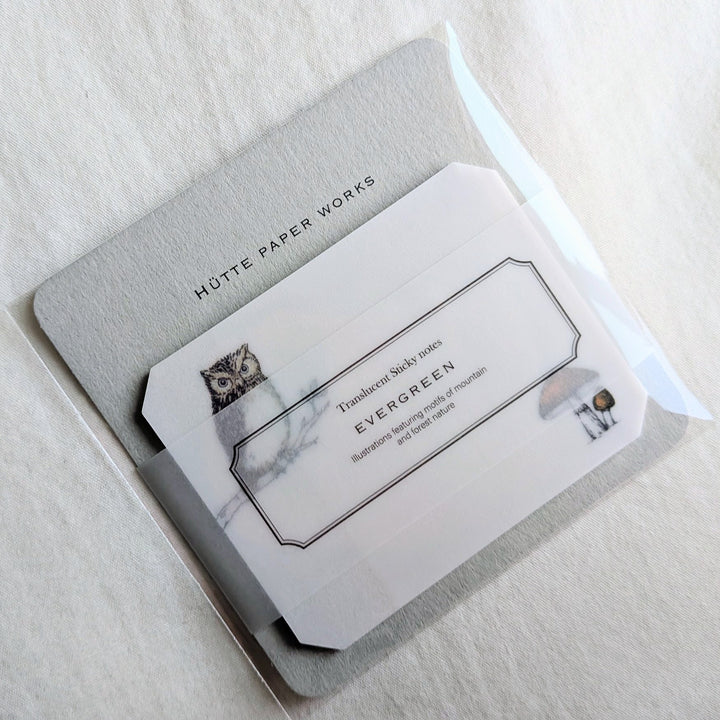 HÜTTE PAPER WORKS
Translucent Sticky notes
EVERGREEN
Illustrations featuring motifs of mountain
and forest nature